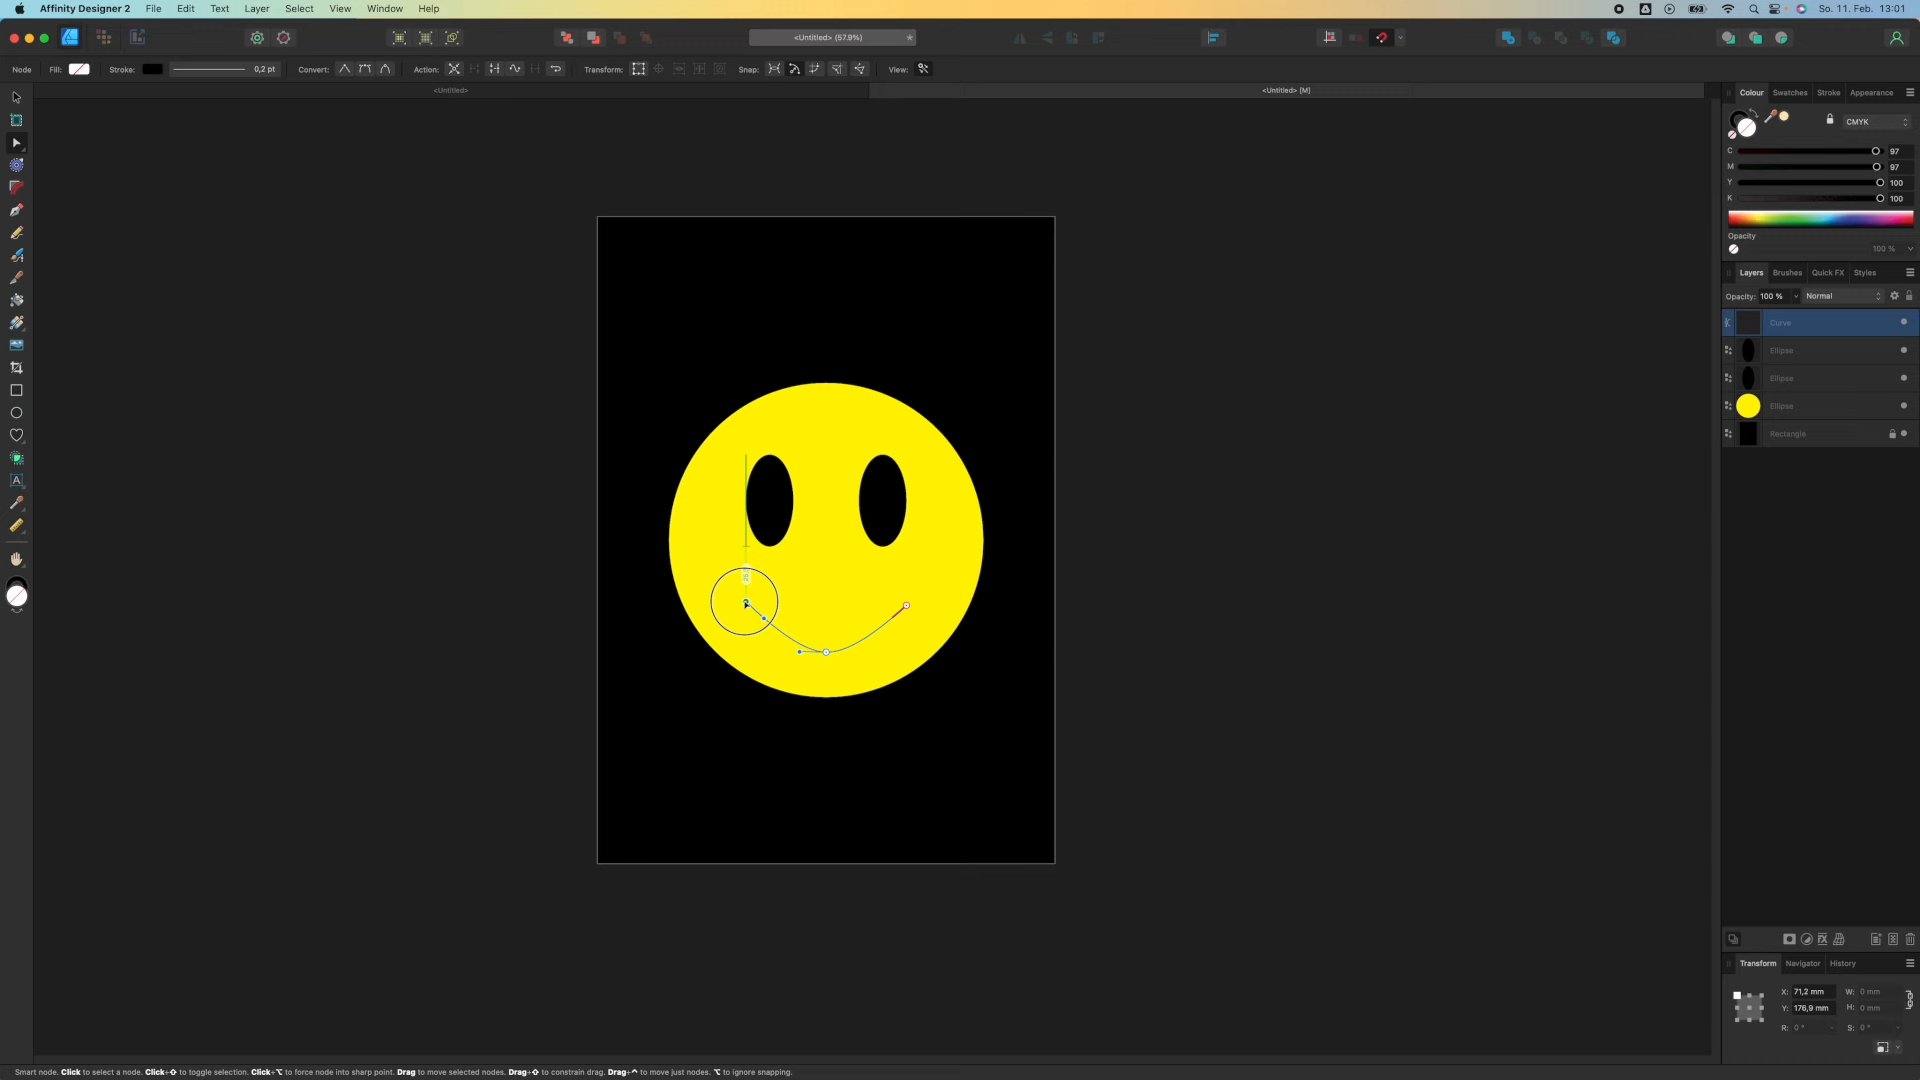 Affinity Designer 2 File Edit Text Layer Select View Window Help So. 11. Feb. 13:01
<Untitled> (57.9%)
Node Fill: Stroke: 0,2 pt Convert: Action: Transform: Snap: View:
<Untitled> <Untitled> [M]
Colour Swatches Stroke Appearance
CMYK
C 97
M 97
Y 100
K 100
Opacity
100 %
Layers Brushes Quick FX Styles
Opacity: 100 % Normal
Curve
Ellipse
Ellipse
Ellipse
Rectangle
A
Transform Navigator History
X: 71,2 mm W: 0 mm
Y: 176,9 mm H: 0 mm
R: 0 ° S: 0 °
Smart node. Click to select a node. Click+⇧ to toggle selection. Click+⌥ to force node into sharp point. Drag to move selected nodes. Drag+⇧ to constrain drag. Drag+⌃ to move just nodes. ⌥ to ignore snapping.